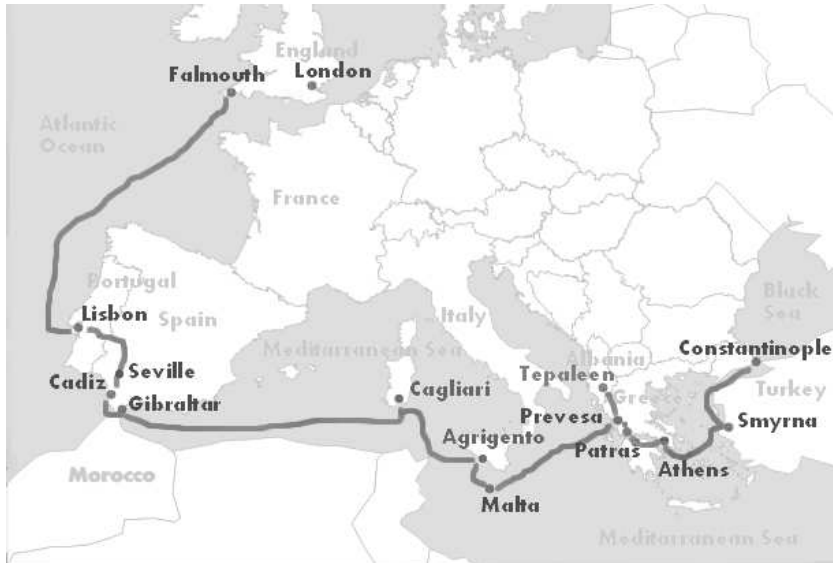 England
Falmouth
London
Atlantic
Ocean
France
Portugal
Spain
Lisbon
Italy
Black
Sea
Mediterranean Sea
Albania
Constantinople
Seville
Tepaleen
Turkey
Cadiz
Cagliari
Greece
Gibraltar
Prevesa
Smyrna
Agrigento
Patras
Athens
Morocco
Malta
Mediterranean Sea